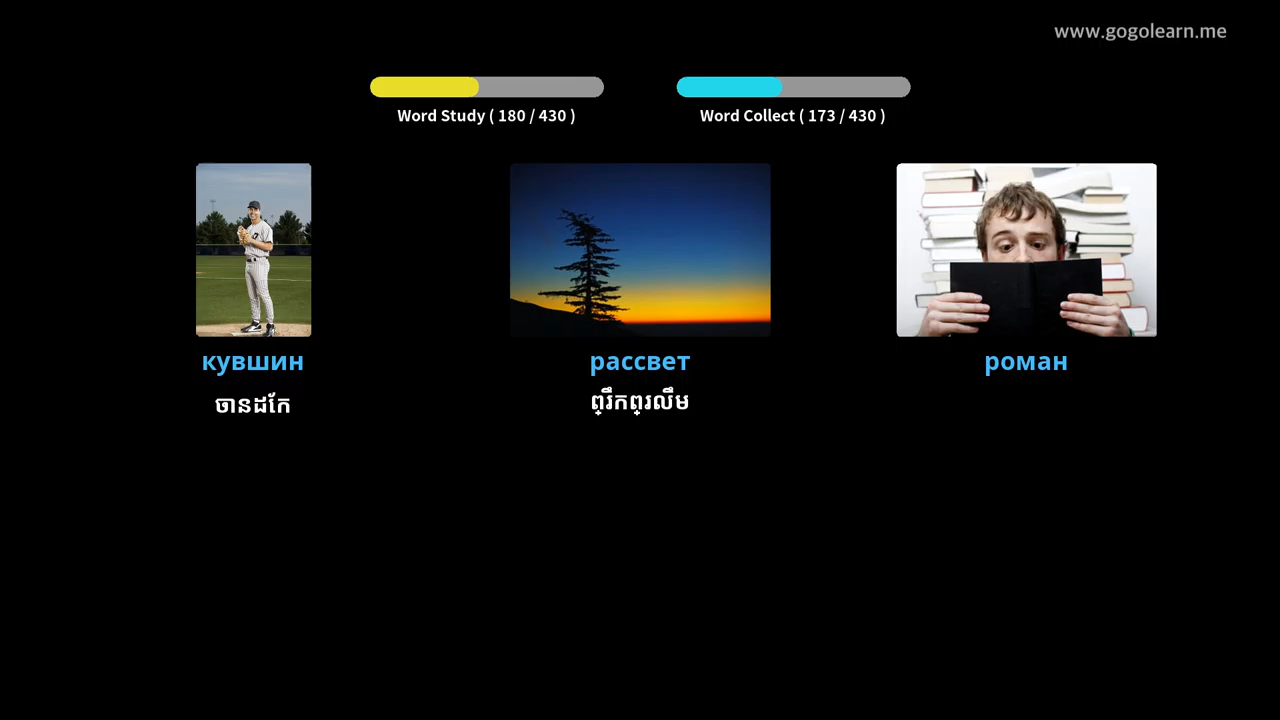 www.gogolearn.me
Word Study ( 180 / 430 )
Word Collect ( 173 / 430 )
кувшин
рассвет
роман
ចានដកែ
ព្រឹកព្រលឹម